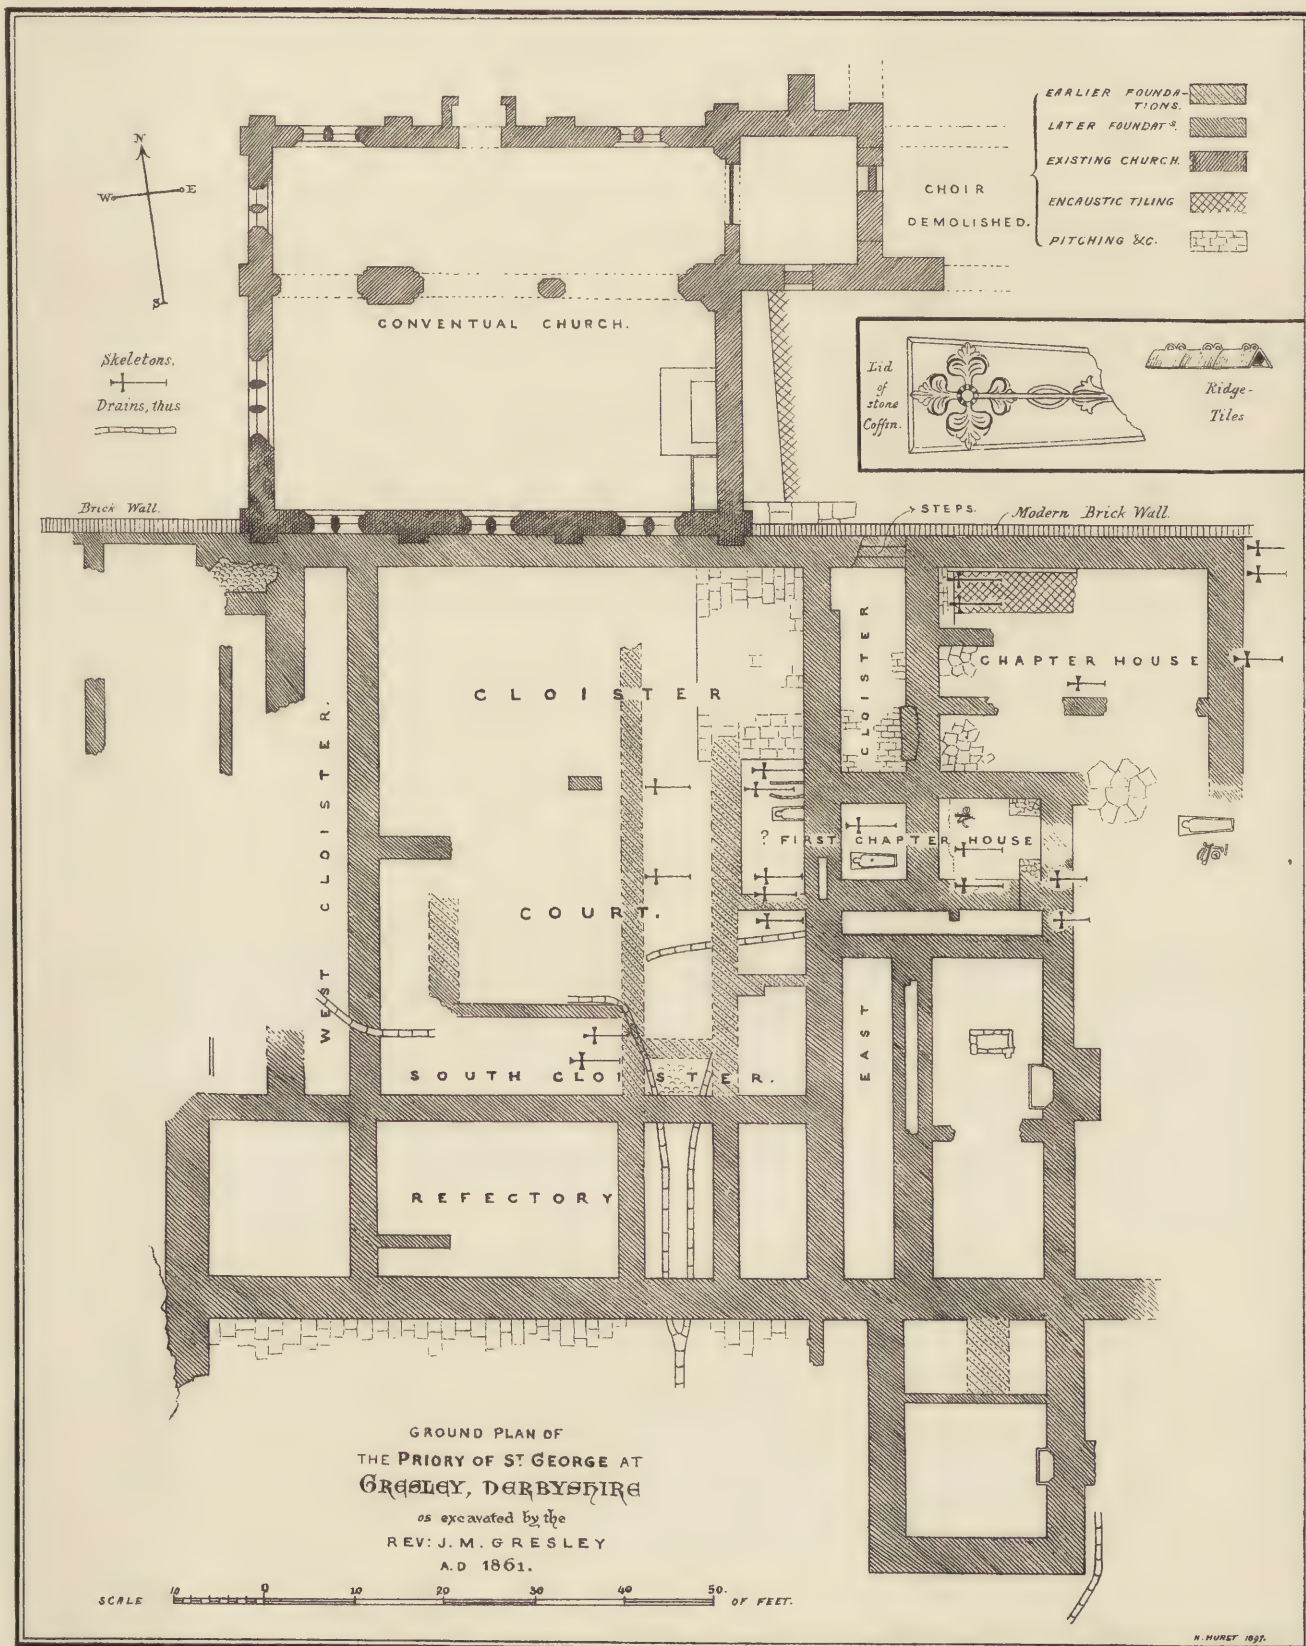 N
W
E
S
EARLIER FOUNDA-
TIONS.
LATER FOUNDATS.
EXISTING CHURCH.
ENCAUSTIC TILING
PITCHING &C.
CHOIR
DEMOLISHED.
CONVENTUAL CHURCH.
Skeletons.
Drains, thus
Lid
of
stone
Coffin.
Ridge-
Tiles
Brick Wall.
STEPS.
Modern Brick Wall.
WEST CLOISTER.
CLOISTER
COURT.
CLOISTER
CHAPTER HOUSE
? FIRST CHAPTER HOUSE
EAST
SOUTH CLOISTER.
REFECTORY
GROUND PLAN OF
THE PRIORY OF ST GEORGE AT
GRESLEY, DERBYSHIRE
as excavated by the
REV: J. M. GRESLEY
A.D 1861.
SCALE 10 0 10 20 30 40 50. OF FEET.
H. HURST 1897.